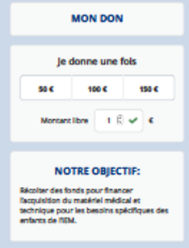 MON DON
Je donne une fois
50 € 100 € 150 €
Montant libre 1 €
NOTRE OBJECTIF:
Récolter des fonds pour financer
l'acquisition du matériel médical et
technique pour les besoins spécifiques des
enfants de l'IEM.